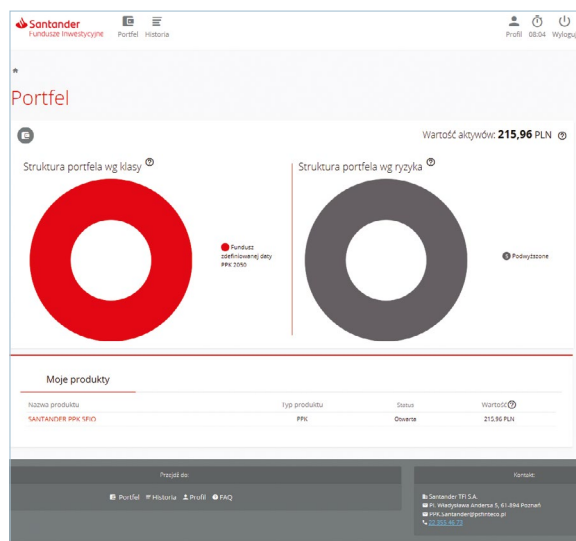 Santander
Fundusze Inwestycyjne
Portfel Historia
Profil 08:04 Wyloguj
Portfel
Wartość aktywów: 215,96 PLN
Struktura portfela wg klasy
Struktura portfela wg ryzyka
Fundusz
zdefiniowanej daty
PPK 2050
5 Podwyższone
Moje produkty
Nazwa produktu Typ produktu Status Wartość
SANTANDER PPK SFIO PPK Otwarte 215,96 PLN
Przejdź do:
Portfel Historia Profil FAQ
Kontakt:
Santander TFI S.A.
Pl. Władysława Andersa 5, 61-894 Poznań
PPK.Santander@psfinteco.pl
22 355 46 73